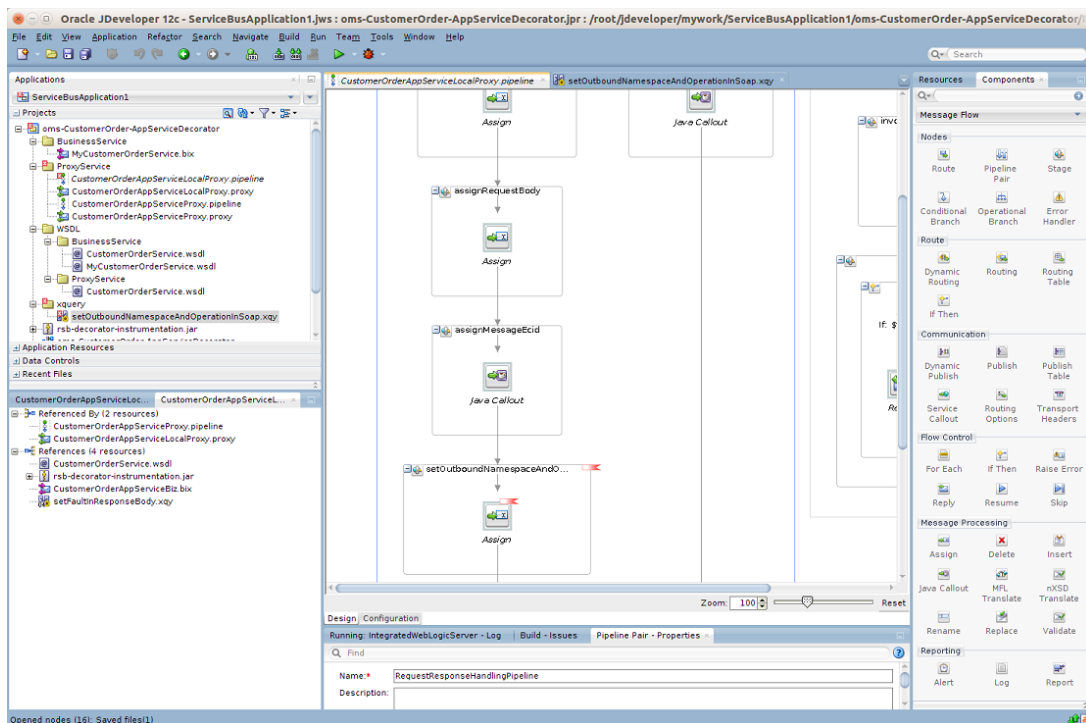 Oracle JDeveloper 12c - ServiceBusApplication1.jws : oms-CustomerOrder-AppServiceDecorator.jpr : /root/jdeveloper/mywork/ServiceBusApplication1/oms-CustomerOrder-AppServiceDecorator/
File Edit View Application Refactor Search Navigate Build Run Team Tools Window Help
Search
Applications
ServiceBusApplication1
Projects
oms-CustomerOrder-AppServiceDecorator
BusinessService
MyCustomerOrderService.bix
ProxyService
CustomerOrderAppServiceLocalProxy.pipeline
CustomerOrderAppServiceLocalProxy.proxy
CustomerOrderAppServiceProxy.pipeline
CustomerOrderAppServiceProxy.proxy
WSDL
BusinessService
CustomerOrderService.wsdl
MyCustomerOrderService.wsdl
ProxyService
CustomerOrderService.wsdl
xquery
setOutboundNamespaceAndOperationInSoap.xqy
rsb-decorator-instrumentation.jar
Application Resources
Data Controls
Recent Files
CustomerOrderAppServiceLoc... CustomerOrderAppServiceL...
Referenced By (2 resources)
CustomerOrderAppServiceProxy.pipeline
CustomerOrderAppServiceLocalProxy.proxy
References (4 resources)
CustomerOrderService.wsdl
rsb-decorator-instrumentation.jar
CustomerOrderAppServiceBiz.bix
setFaultInResponseBody.xqy
CustomerOrderAppServiceLocalProxy.pipeline setOutboundNamespaceAndOperationInSoap.xqy
Assign
Java Callout
invo
assignRequestBody
Assign
If: $
assignMessageEcid
Java Callout
Re
setOutboundNamespaceAndO...
Assign
Zoom: 100 Reset
Design Configuration
Running: IntegratedWebLogicServer - Log Build - Issues Pipeline Pair - Properties
Find
Name:* RequestResponseHandlingPipeline
Description:
Resources Components
Message Flow
Nodes
Route Pipeline Pair Stage
Conditional Branch Operational Branch Error Handler
Route
Dynamic Routing Routing Routing Table
If Then
Communication
Dynamic Publish Publish Publish Table
Service Callout Routing Options Transport Headers
Flow Control
For Each If Then Raise Error
Reply Resume Skip
Message Processing
Assign Delete Insert
Java Callout MFL Translate nXSD Translate
Rename Replace Validate
Reporting
Alert Log Report
Opened nodes (16); Saved files(1)